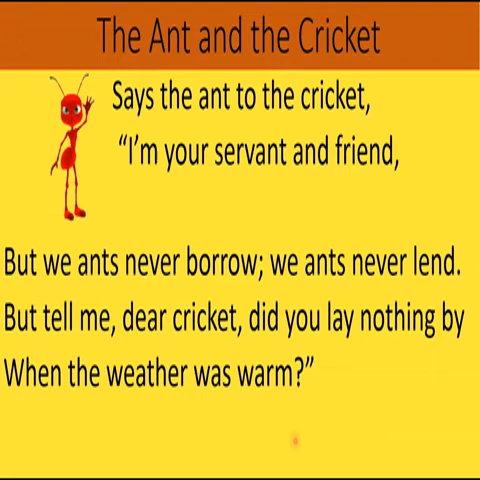 The Ant and the Cricket
Says the ant to the cricket,
“I’m your servant and friend,
But we ants never borrow; we ants never lend.
But tell me, dear cricket, did you lay nothing by
When the weather was warm?”